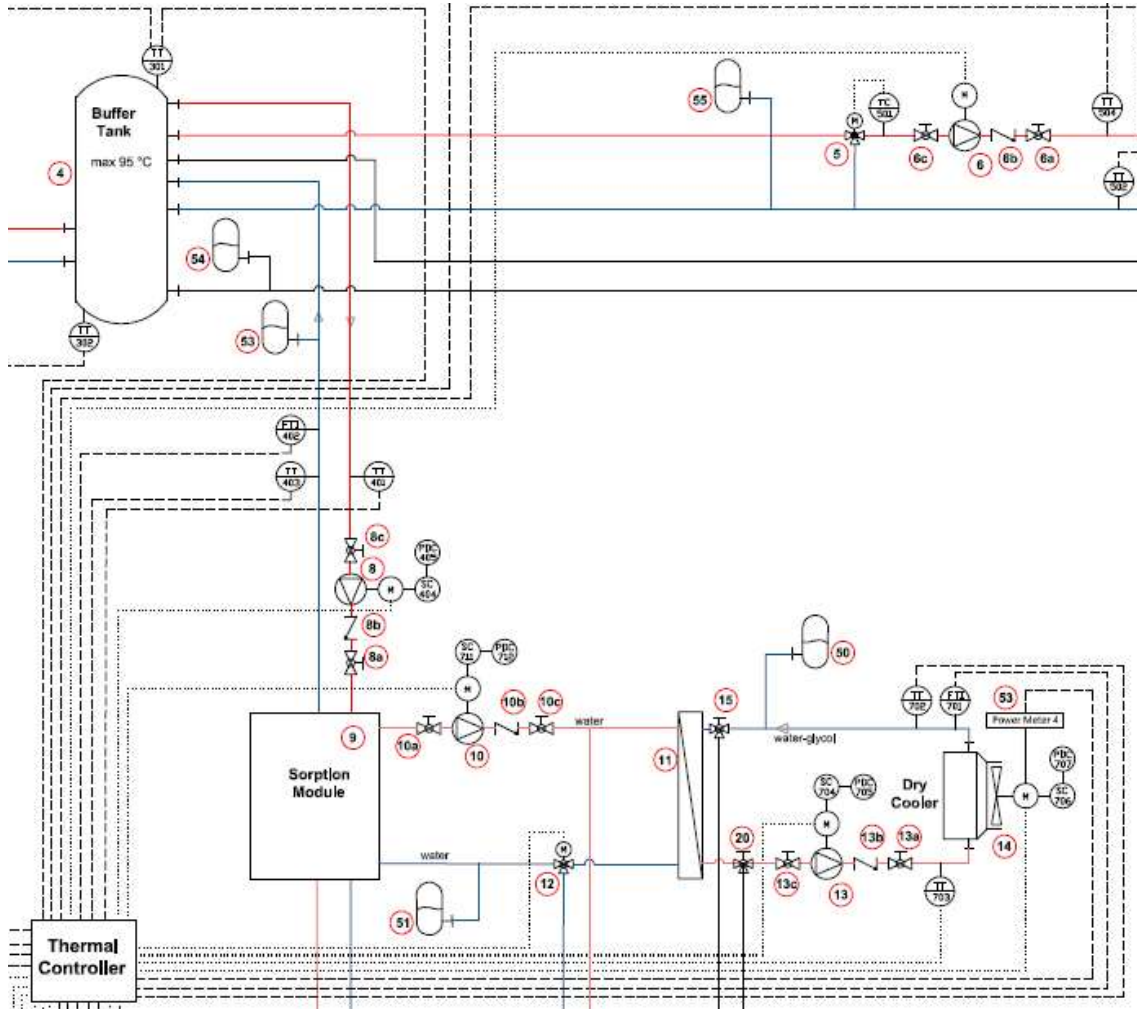 TT
301
Buffer
Tank
max 95 °C
4
TT
302
55
54
53
M
5
TC
501
6c
M
6
6b
6a
TT
504
TT
502
FTI
402
TT
403
TT
401
8c
8
M
PDC
405
SC
404
8b
8a
9
Sorption
Module
SC
711
PDC
710
M
10a
10
10b
10c
water
11
15
50
water-glycol
TT
702
FTI
701
53
Power Meter 4
Dry
Cooler
M
PDC
707
SC
706
14
SC
704
PDC
705
M
20
13c
13
13b
13a
TT
703
water
M
12
51
Thermal
Controller